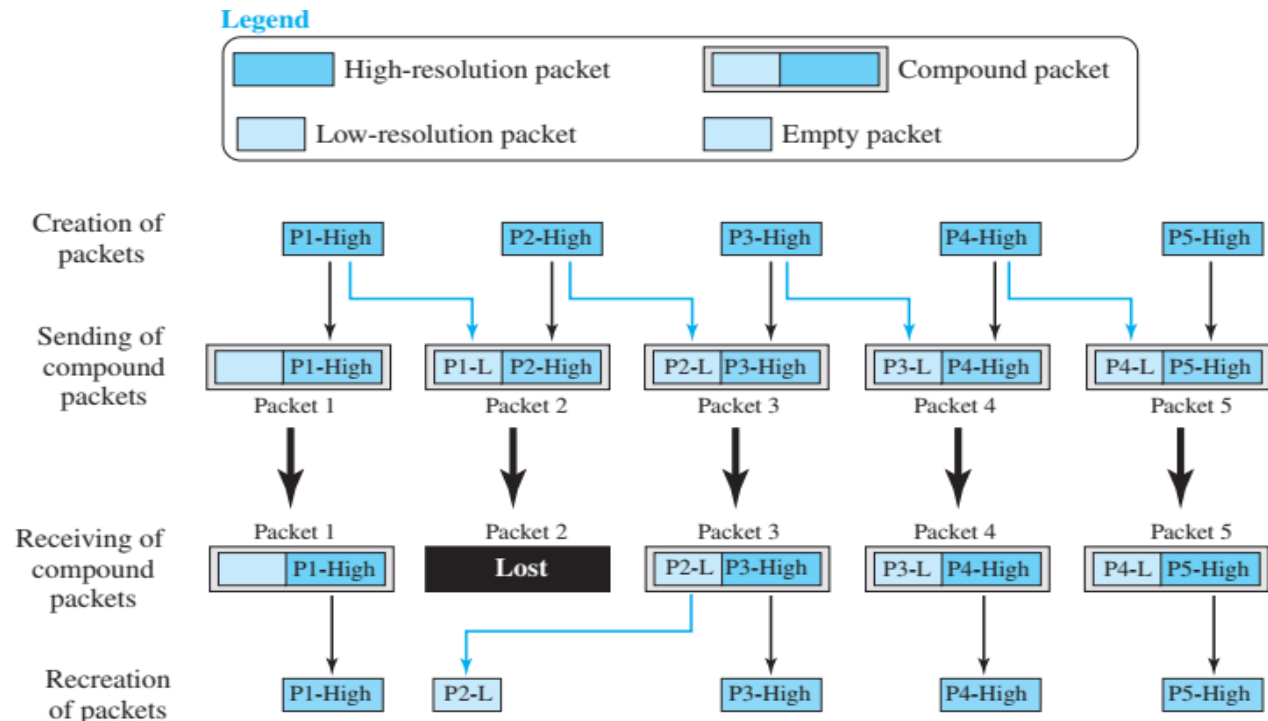 Legend
High-resolution packet
Compound packet
Low-resolution packet
Empty packet
Creation of
packets
P1-High
P2-High
P3-High
P4-High
P5-High
Sending of
compound
packets
P1-High
P1-L P2-High
P2-L P3-High
P3-L P4-High
P4-L P5-High
Packet 1
Packet 2
Packet 3
Packet 4
Packet 5
Receiving of
compound
packets
Packet 1
Packet 2
Packet 3
Packet 4
Packet 5
P1-High
Lost
P2-L P3-High
P3-L P4-High
P4-L P5-High
Recreation
of packets
P1-High
P2-L
P3-High
P4-High
P5-High